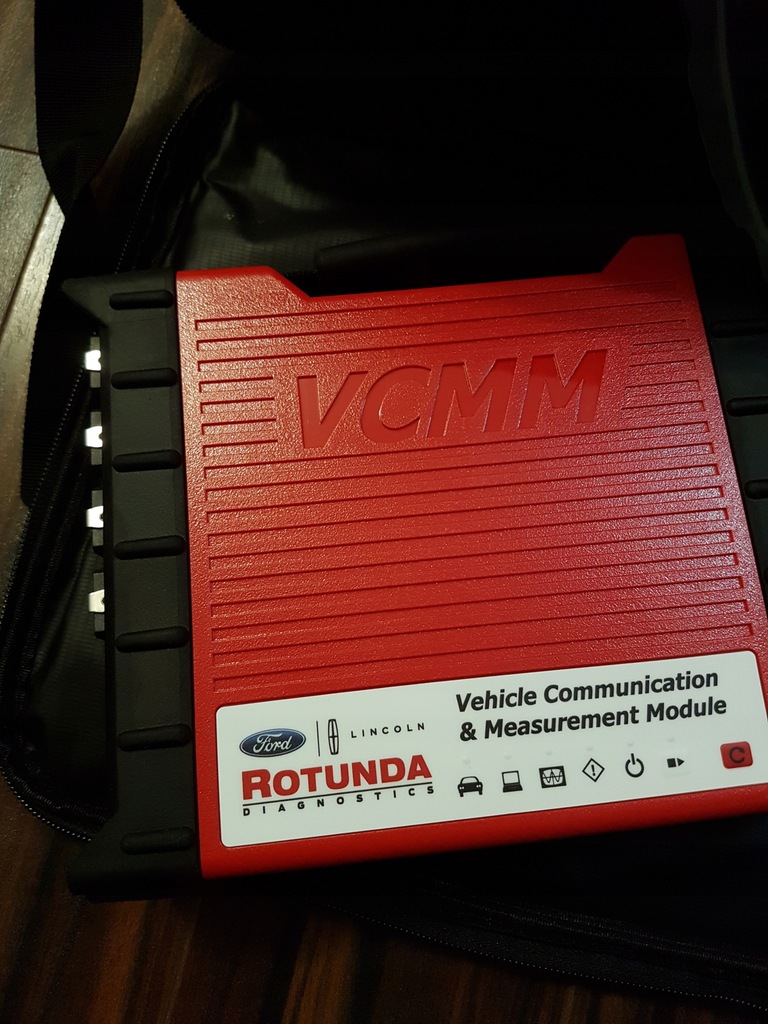 VCMM
Vehicle Communication
& Measurement Module
Ford
LINCOLN
ROTUNDA
DIAGNOSTICS